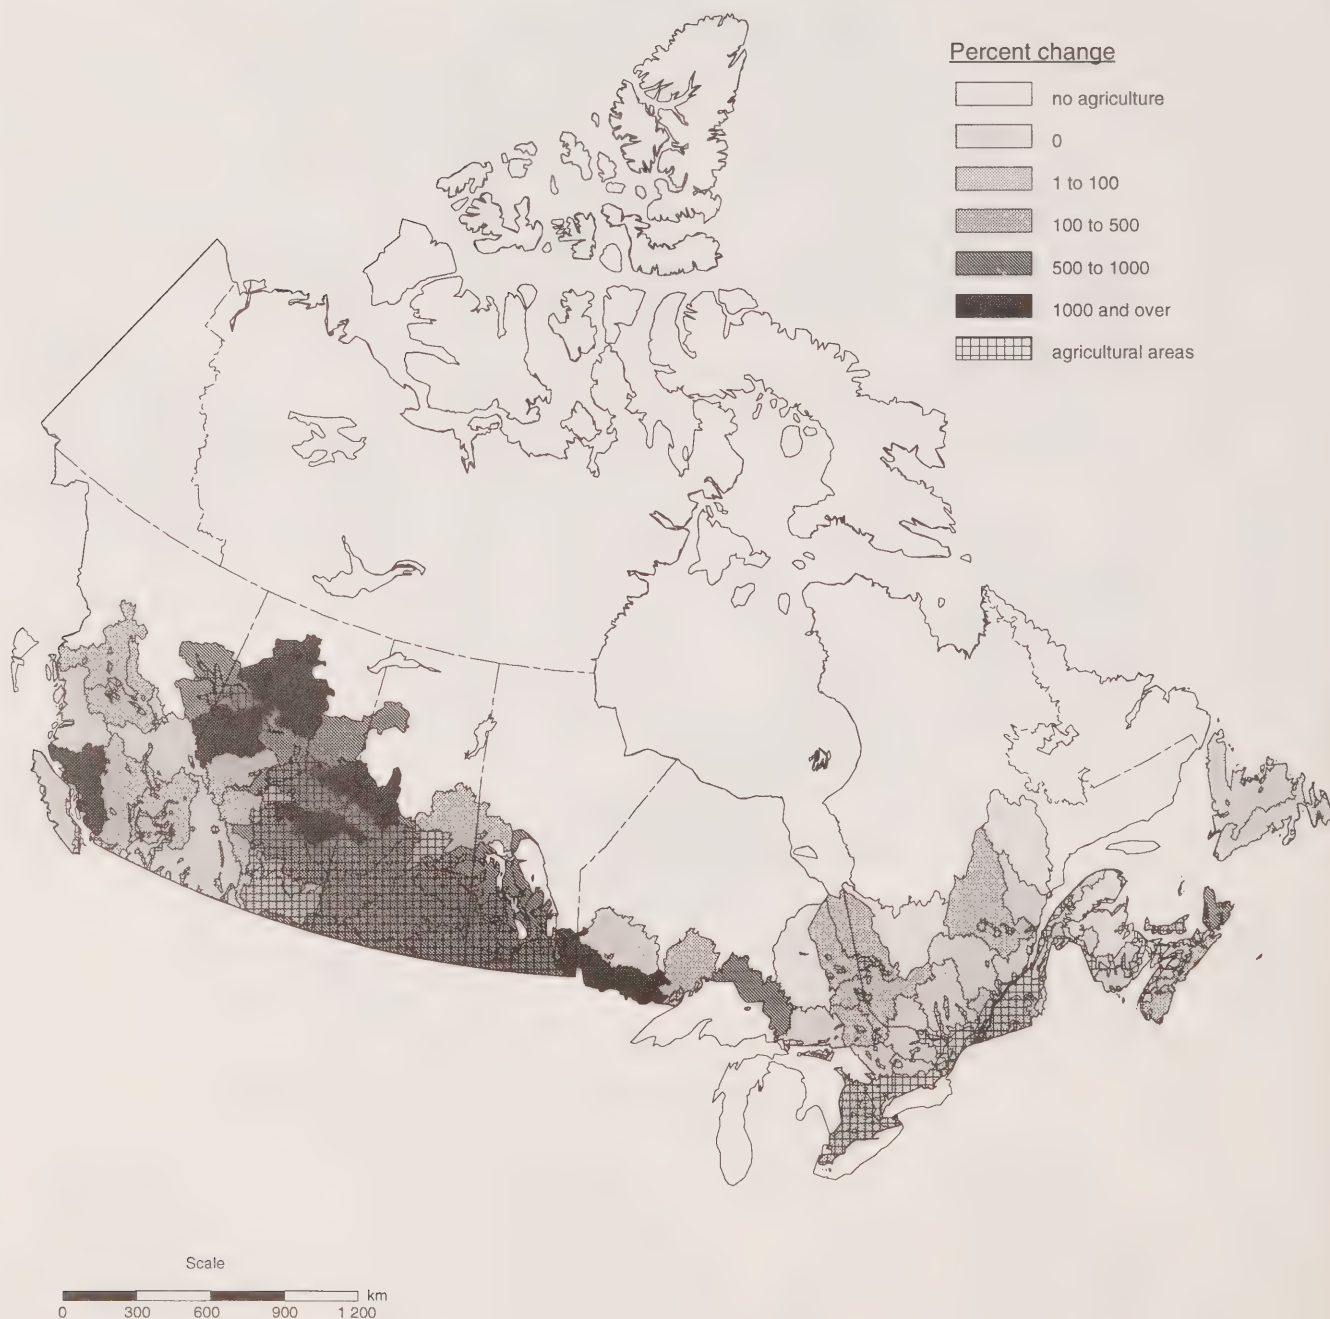 Percent change
no agriculture
0
1 to 100
100 to 500
500 to 1000
1000 and over
agricultural areas
Scale
km
0 300 600 900 1 200